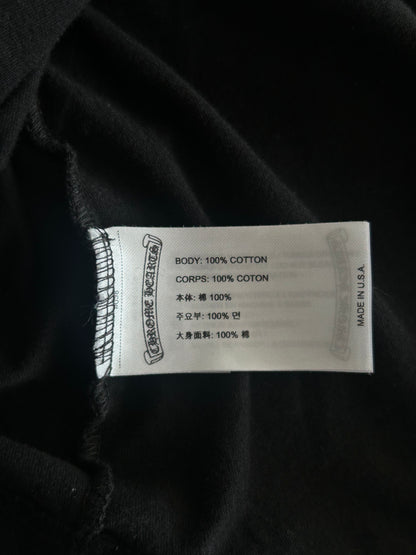 CHROME HEARTS
BODY: 100% COTTON
CORPS: 100% COTON
本体: 棉 100%
주요부: 100% 면
大身面料: 100% 棉
MADE IN U.S.A.